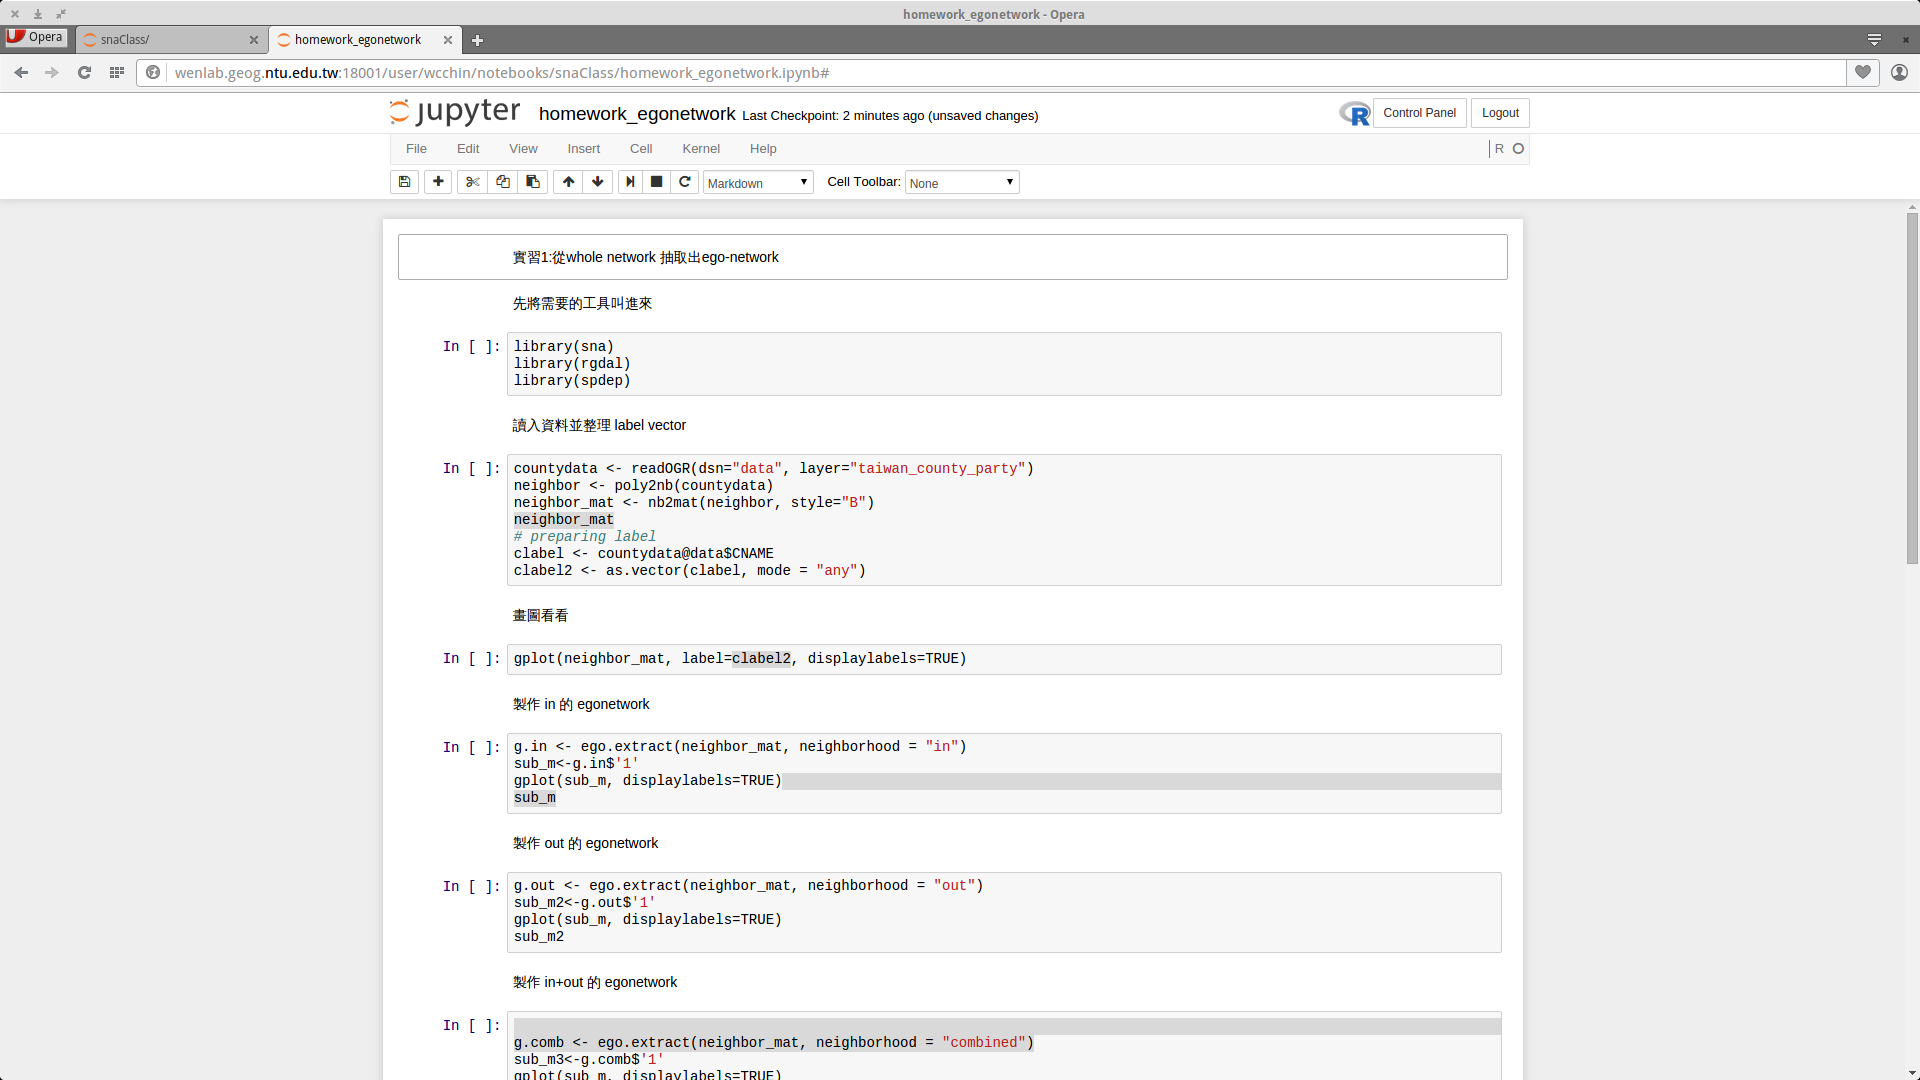 homework_egonetwork - Opera
Opera
snaClass/
homework_egonetwork
wenlab.geog.ntu.edu.tw:18001/user/wcchin/notebooks/snaClass/homework_egonetwork.ipynb#
jupyter homework_egonetwork Last Checkpoint: 2 minutes ago (unsaved changes)
R Control Panel Logout
File Edit View Insert Cell Kernel Help
R
Markdown Cell Toolbar: None
實習1:從whole network 抽取出ego-network
先將需要的工具叫進來
In [ ]: library(sna)
library(rgdal)
library(spdep)
讀入資料並整理 label vector
In [ ]: countydata <- readOGR(dsn="data", layer="taiwan_county_party")
neighbor <- poly2nb(countydata)
neighbor_mat <- nb2mat(neighbor, style="B")
neighbor_mat
# preparing label
clabel <- countydata@data$CNAME
clabel2 <- as.vector(clabel, mode = "any")
畫圖看看
In [ ]: gplot(neighbor_mat, label=clabel2, displaylabels=TRUE)
製作 in 的 egonetwork
In [ ]: g.in <- ego.extract(neighbor_mat, neighborhood = "in")
sub_m<-g.in$'1'
gplot(sub_m, displaylabels=TRUE)
sub_m
製作 out 的 egonetwork
In [ ]: g.out <- ego.extract(neighbor_mat, neighborhood = "out")
sub_m2<-g.out$'1'
gplot(sub_m, displaylabels=TRUE)
sub_m2
製作 in+out 的 egonetwork
In [ ]:
g.comb <- ego.extract(neighbor_mat, neighborhood = "combined")
sub_m3<-g.comb$'1'
gplot(sub_m, displaylabels=TRUE)